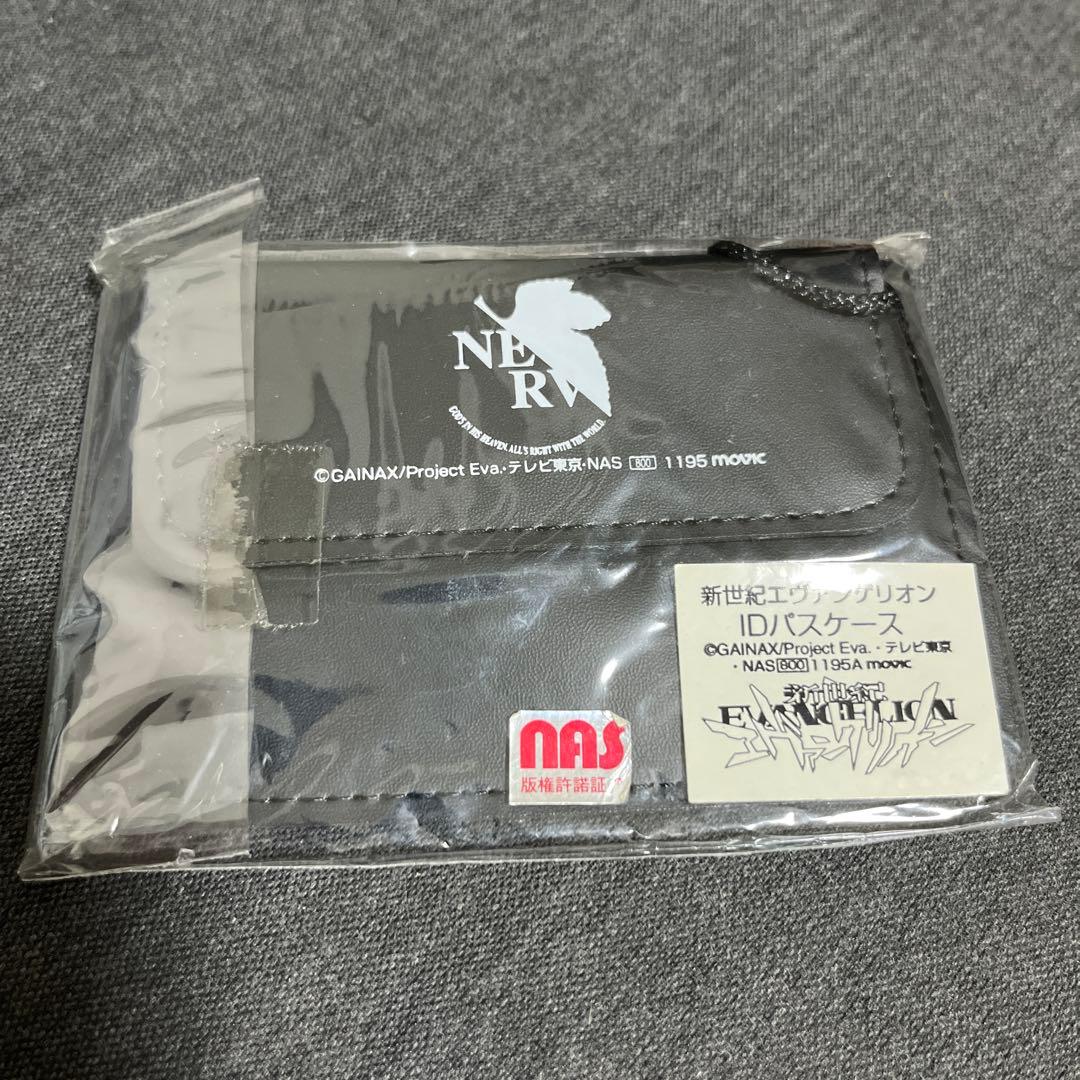 NE
RV
GOD'S IN HIS HEAVEN. ALL'S RIGHT WITH THE WORLD.
©GAINAX/Project Eva.・テレビ東京・NAS 800 1195 movic
新世紀エヴァンゲリオン
IDパスケース
©GAINAX/Project Eva.・テレビ東京
・NAS 800 1195A movic
新世紀
EVANGELION
エヴァンゲリオン
nas
版権許諾証